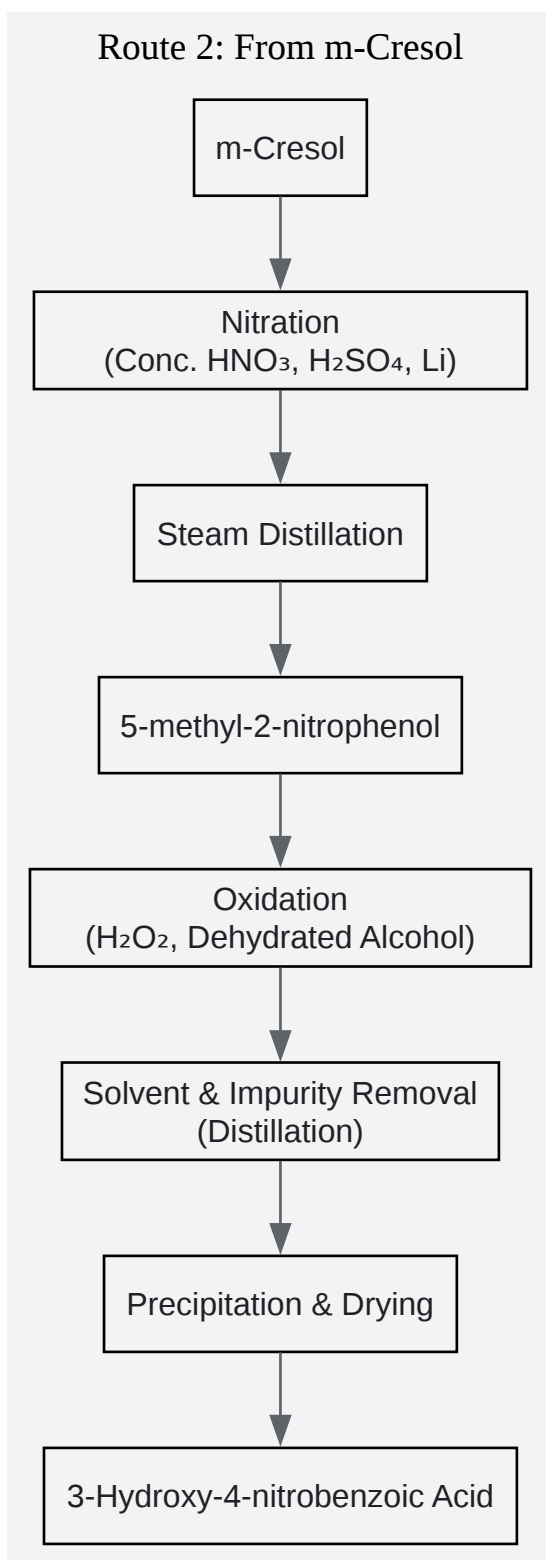 Route 2: From m-Cresol
m-Cresol
Nitration
(Conc. HNO₃, H₂SO₄, Li)
Steam Distillation
5-methyl-2-nitrophenol
Oxidation
(H₂O₂, Dehydrated Alcohol)
Solvent & Impurity Removal
(Distillation)
Precipitation & Drying
3-Hydroxy-4-nitrobenzoic Acid